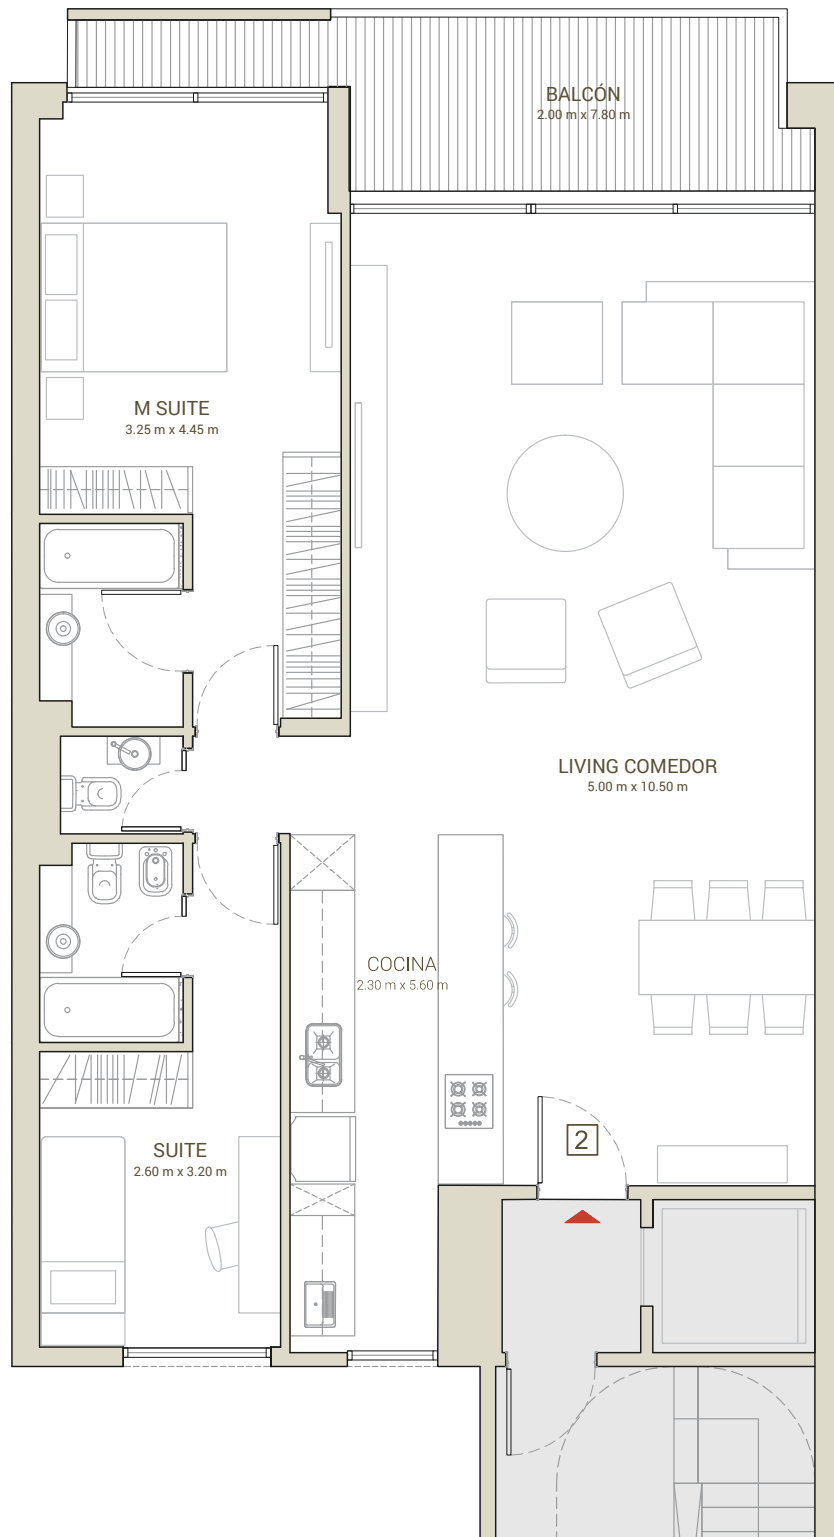 BALCÓN
2.00 m x 7.80 m
M SUITE
3.25 m x 4.45 m
LIVING COMEDOR
5.00 m x 10.50 m
COCINA
2.30 m x 5.60 m
2
SUITE
2.60 m x 3.20 m